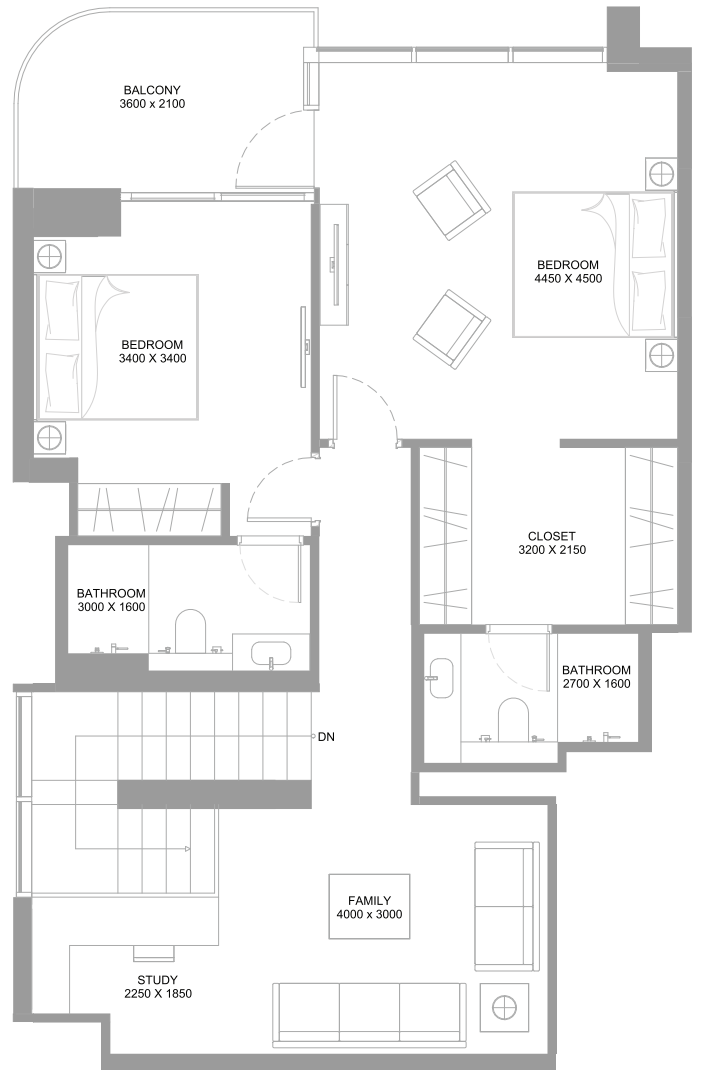 BALCONY
3600 x 2100
BEDROOM
4450 X 4500
BEDROOM
3400 X 3400
CLOSET
3200 X 2150
BATHROOM
3000 X 1600
BATHROOM
2700 X 1600
DN
FAMILY
4000 x 3000
STUDY
2250 X 1850